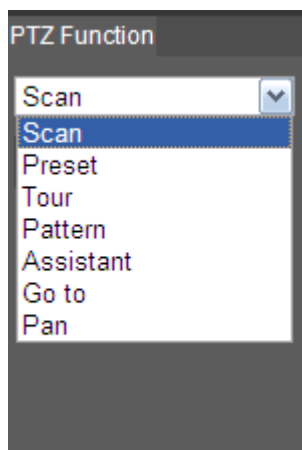 PTZ Function
Scan
Scan
Preset
Tour
Pattern
Assistant
Go to
Pan